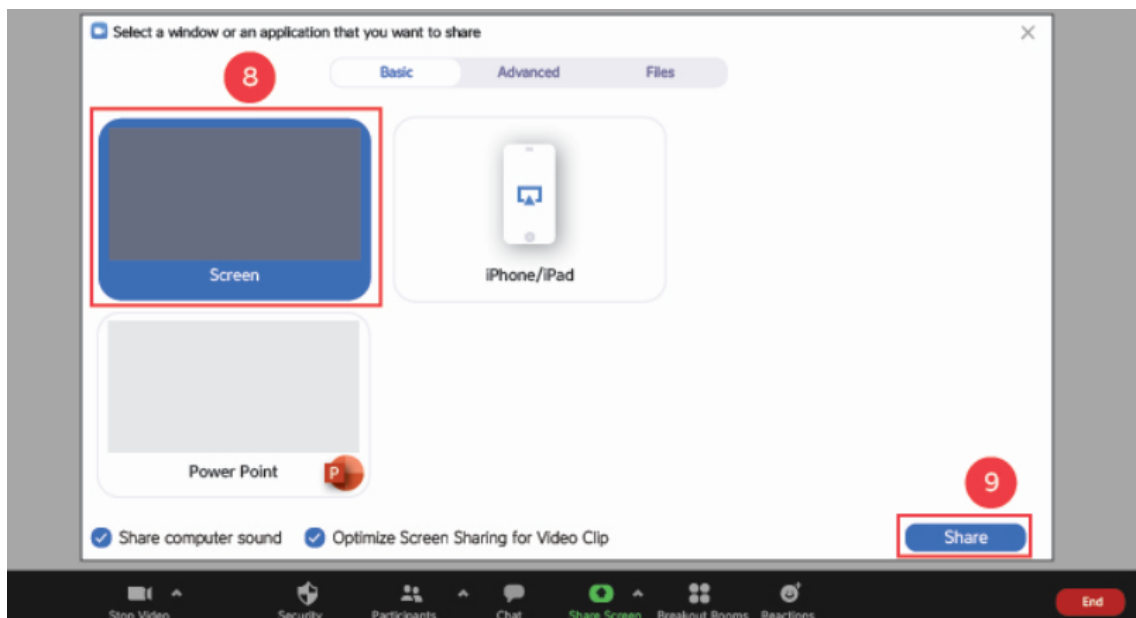 Select a window or an application that you want to share
8
Basic Advanced Files
Screen
iPhone/iPad
Power Point
P
9
Share computer sound Optimize Screen Sharing for Video Clip
Share
Stop Video Security Participants Chat Share Screen Breakout Rooms Reactions
End